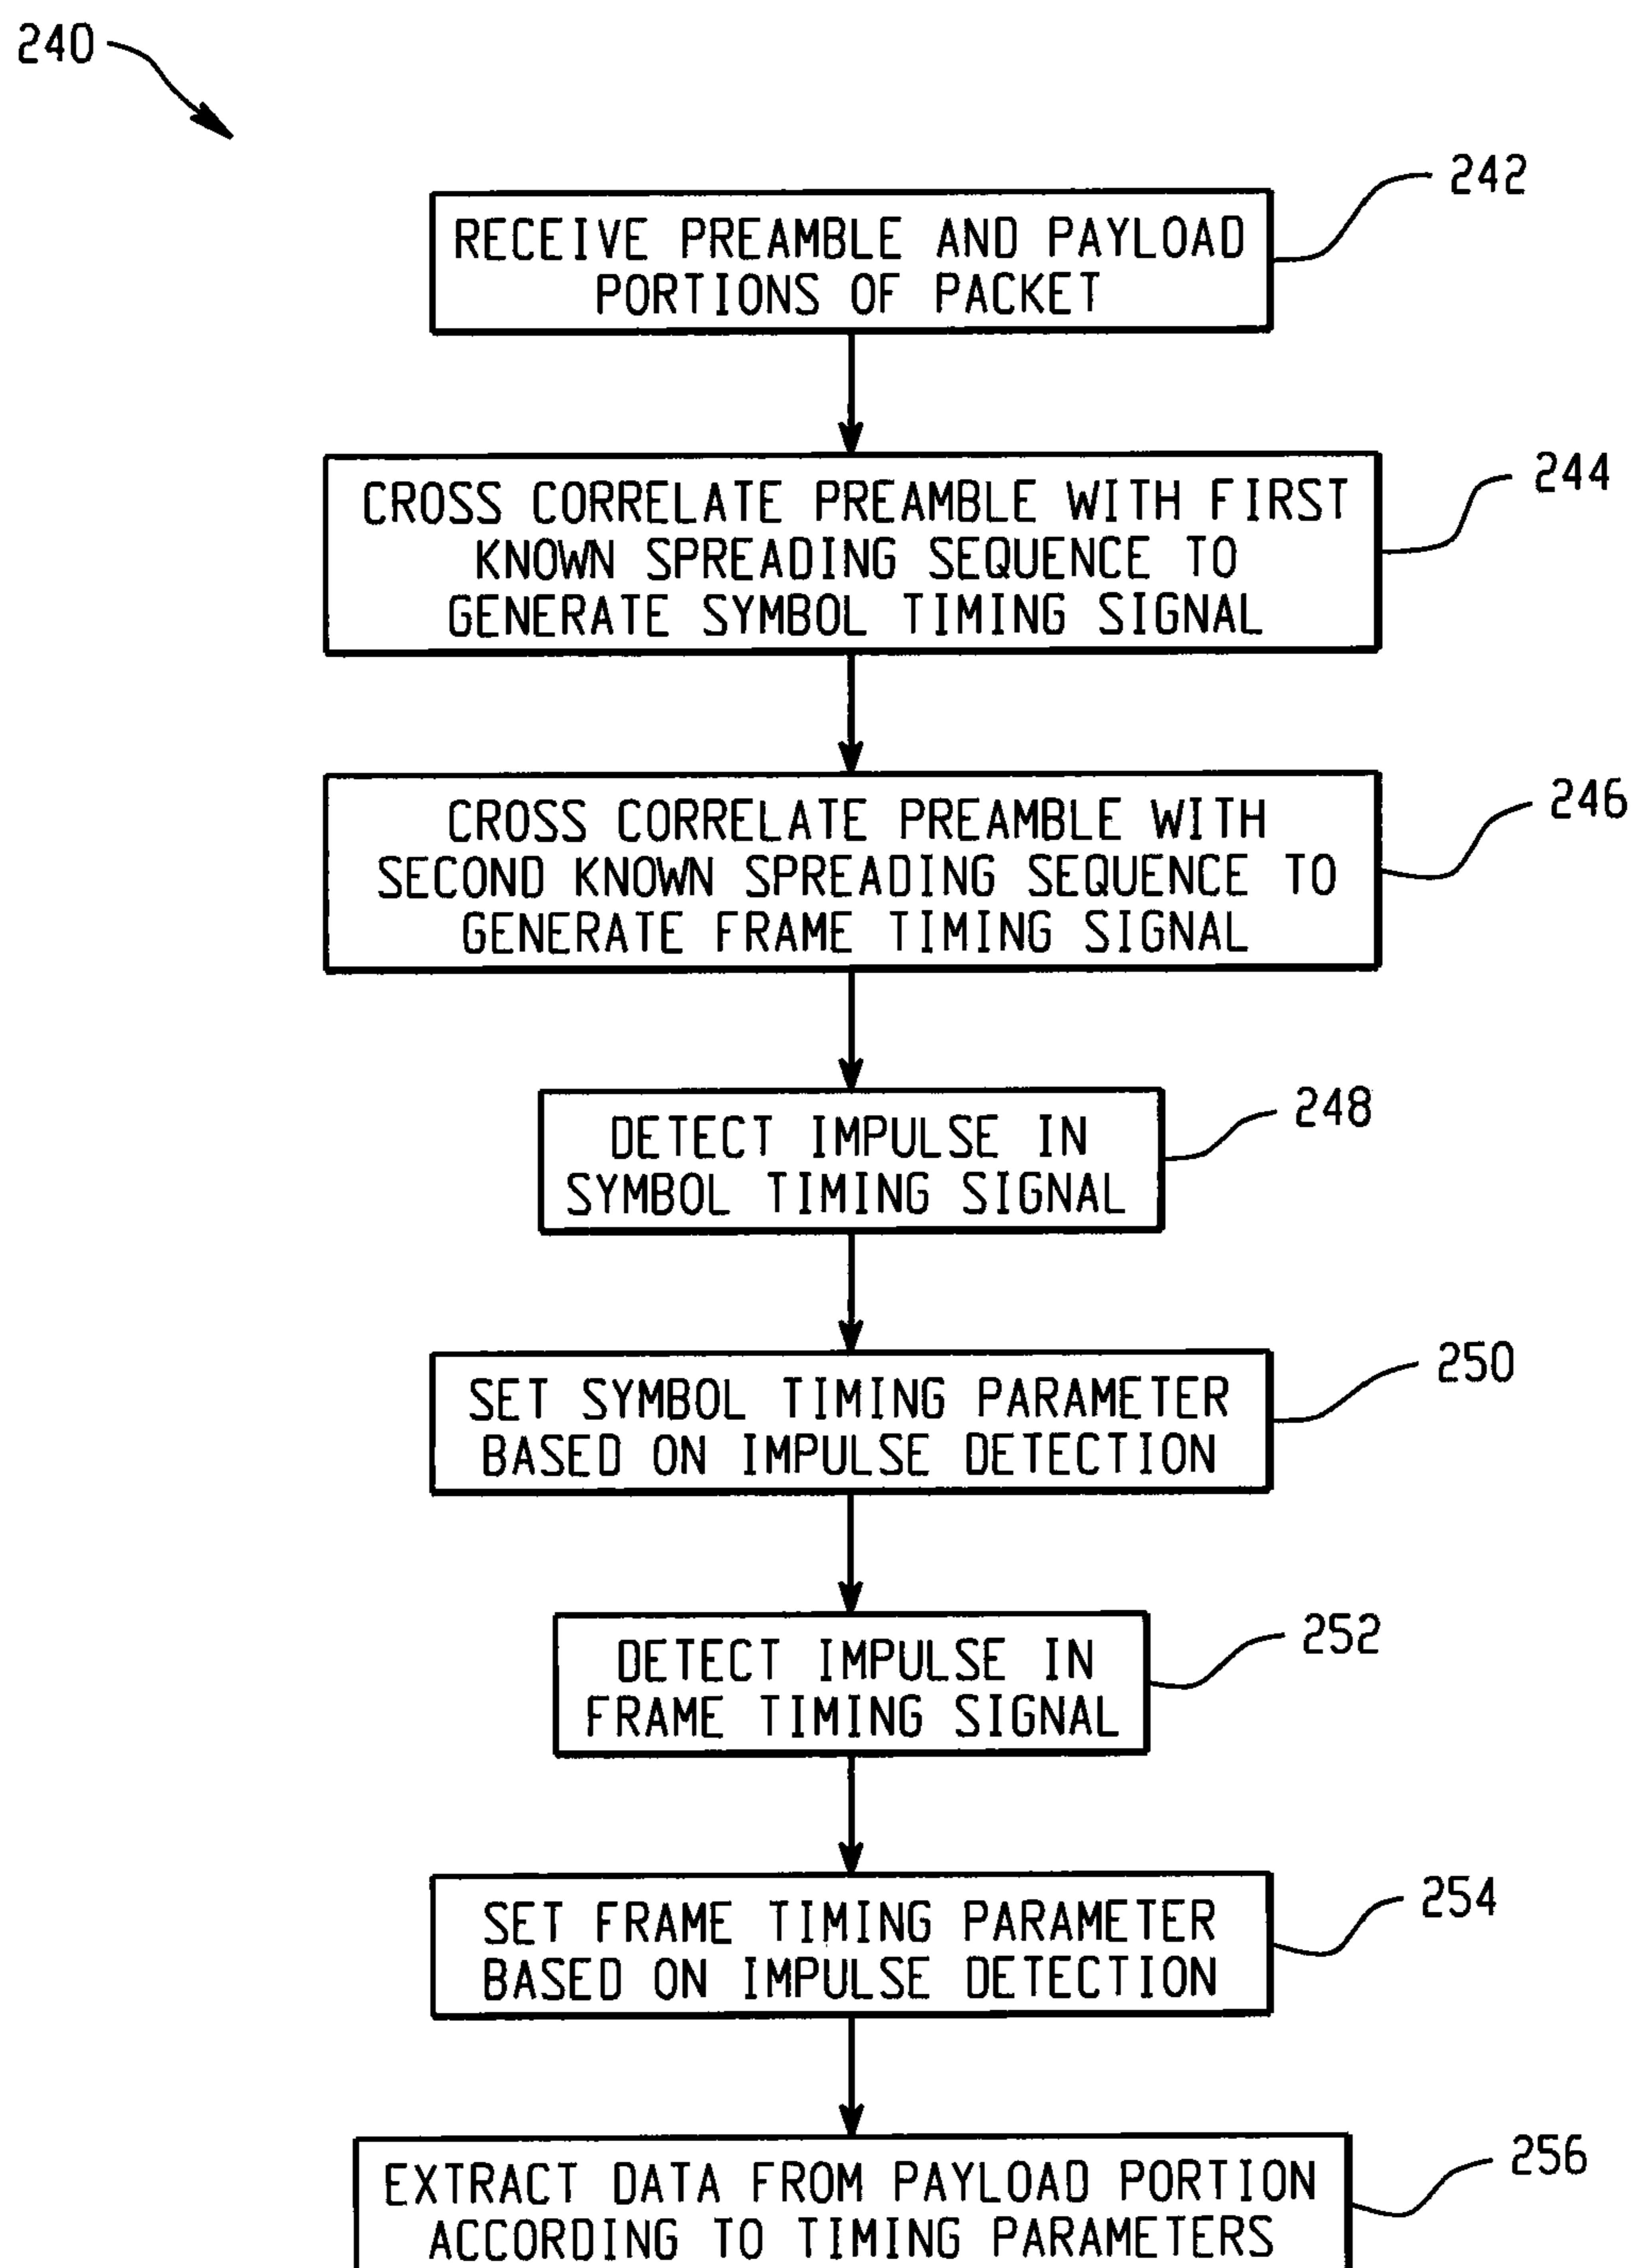 240
242
RECEIVE PREAMBLE AND PAYLOAD
PORTIONS OF PACKET
244
CROSS CORRELATE PREAMBLE WITH FIRST
KNOWN SPREADING SEQUENCE TO
GENERATE SYMBOL TIMING SIGNAL
246
CROSS CORRELATE PREAMBLE WITH
SECOND KNOWN SPREADING SEQUENCE TO
GENERATE FRAME TIMING SIGNAL
248
DETECT IMPULSE IN
SYMBOL TIMING SIGNAL
250
SET SYMBOL TIMING PARAMETER
BASED ON IMPULSE DETECTION
252
DETECT IMPULSE IN
FRAME TIMING SIGNAL
254
SET FRAME TIMING PARAMETER
BASED ON IMPULSE DETECTION
256
EXTRACT DATA FROM PAYLOAD PORTION
ACCORDING TO TIMING PARAMETERS